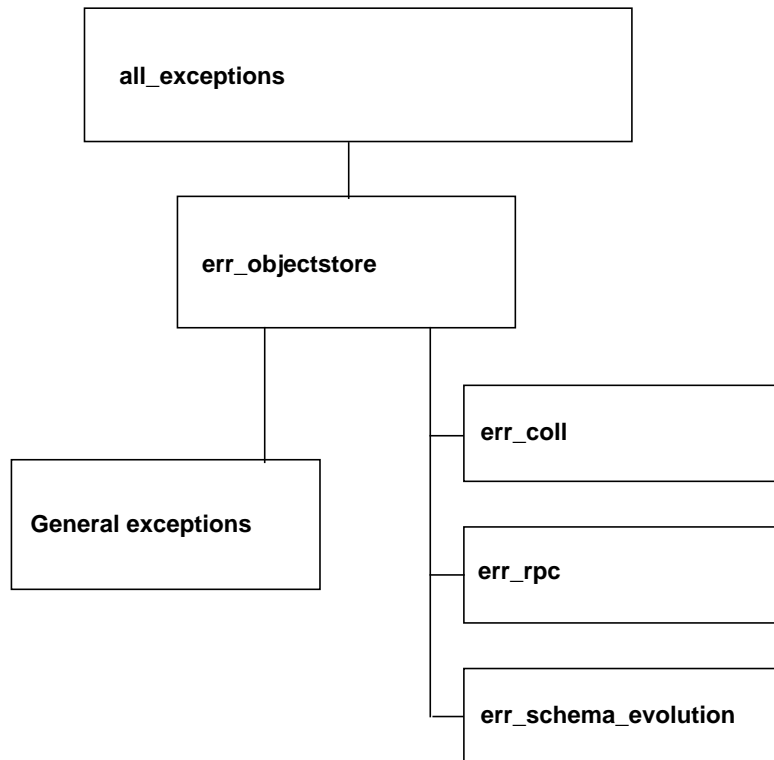 all_exceptions
err_objectstore
err_coll
General exceptions
err_rpc
err_schema_evolution